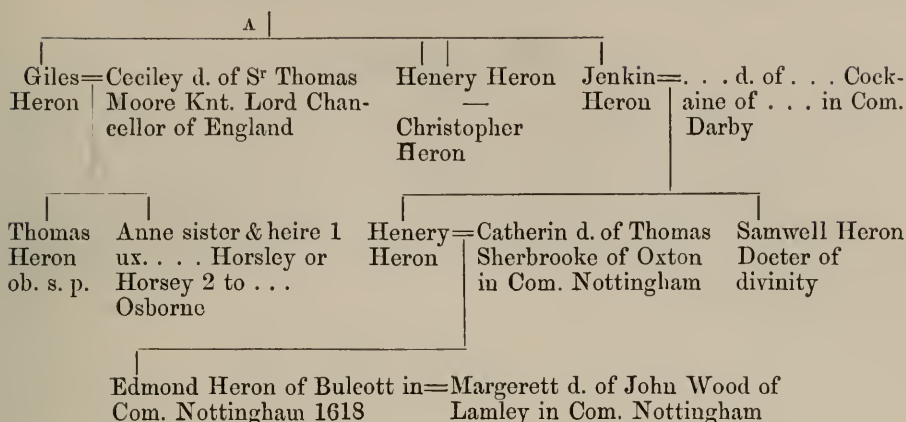 A
Giles=Ceciley d. of Sʳ Thomas
Heron Moore Knt. Lord Chan-
cellor of England
Henery Heron
—
Christopher
Heron
Jenkin=. . . d. of . . . Cock-
Heron aine of . . . in Com.
Darby
Thomas
Heron
ob. s. p.
Anne sister & heire 1
ux. . . . Horsley or
Horsey 2 to . . .
Osborne
Henery=Catherin d. of Thomas
Heron Sherbrooke of Oxton
in Com. Nottingham
Samwell Heron
Docter of
divinity
Edmond Heron of Bulcott in=Margerett d. of John Wood of
Com. Nottingham 1618 Lamley in Com. Nottingham